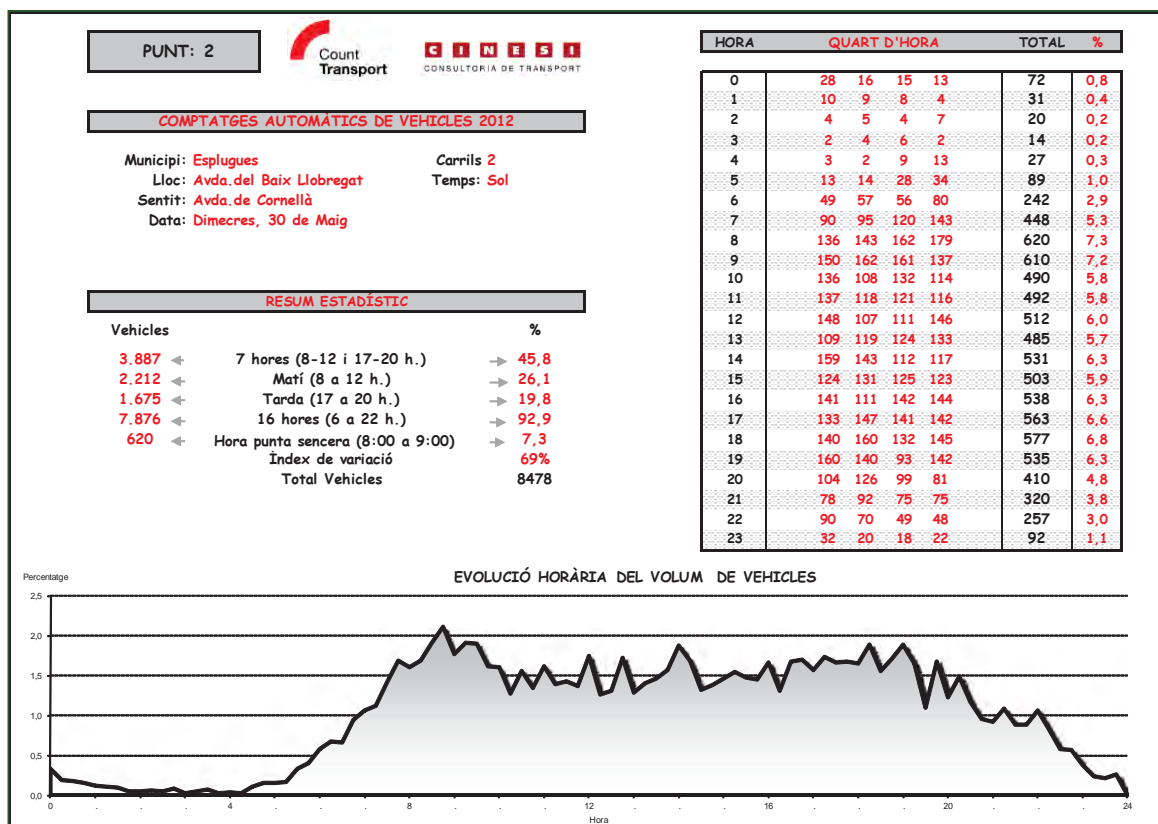 PUNT: 2
Count
Transport
CINESI
CONSULTORIA DE TRANSPORT
COMPTATGES AUTOMÀTICS DE VEHICLES 2012
Municipi: Esplugues Carrils 2
Lloc: Avda.del Baix Llobregat Temps: Sol
Sentit: Avda.de Cornellà
Data: Dimecres, 30 de Maig
RESUM ESTADÍSTIC
Vehicles %
3.887 7 hores (8-12 i 17-20 h.) 45,8
2.212 Matí (8 a 12 h.) 26,1
1.675 Tarda (17 a 20 h.) 19,8
7.876 16 hores (6 a 22 h.) 92,9
620 Hora punta sencera (8:00 a 9:00) 7,3
Índex de variació 69%
Total Vehicles 8478
HORA QUART D'HORA TOTAL %
0 28 16 15 13 72 0,8
1 10 9 8 4 31 0,4
2 4 5 4 7 20 0,2
3 2 4 6 2 14 0,2
4 3 2 9 13 27 0,3
5 13 14 28 34 89 1,0
6 49 57 56 80 242 2,9
7 90 95 120 143 448 5,3
8 136 143 162 179 620 7,3
9 150 162 161 137 610 7,2
10 136 108 132 114 490 5,8
11 137 118 121 116 492 5,8
12 148 107 111 146 512 6,0
13 109 119 124 133 485 5,7
14 159 143 112 117 531 6,3
15 124 131 125 123 503 5,9
16 141 111 142 144 538 6,3
17 133 147 141 142 563 6,6
18 140 160 132 145 577 6,8
19 160 140 93 142 535 6,3
20 104 126 99 81 410 4,8
21 78 92 75 75 320 3,8
22 90 70 49 48 257 3,0
23 32 20 18 22 92 1,1
EVOLUCIÓ HORÀRIA DEL VOLUM DE VEHICLES
Percentatge
2,5
2,0
1,5
1,0
0,5
0,0
0 . . . 4 . . . 8 . . . 12 . . . 16 . . . 20 . . . 24
Hora